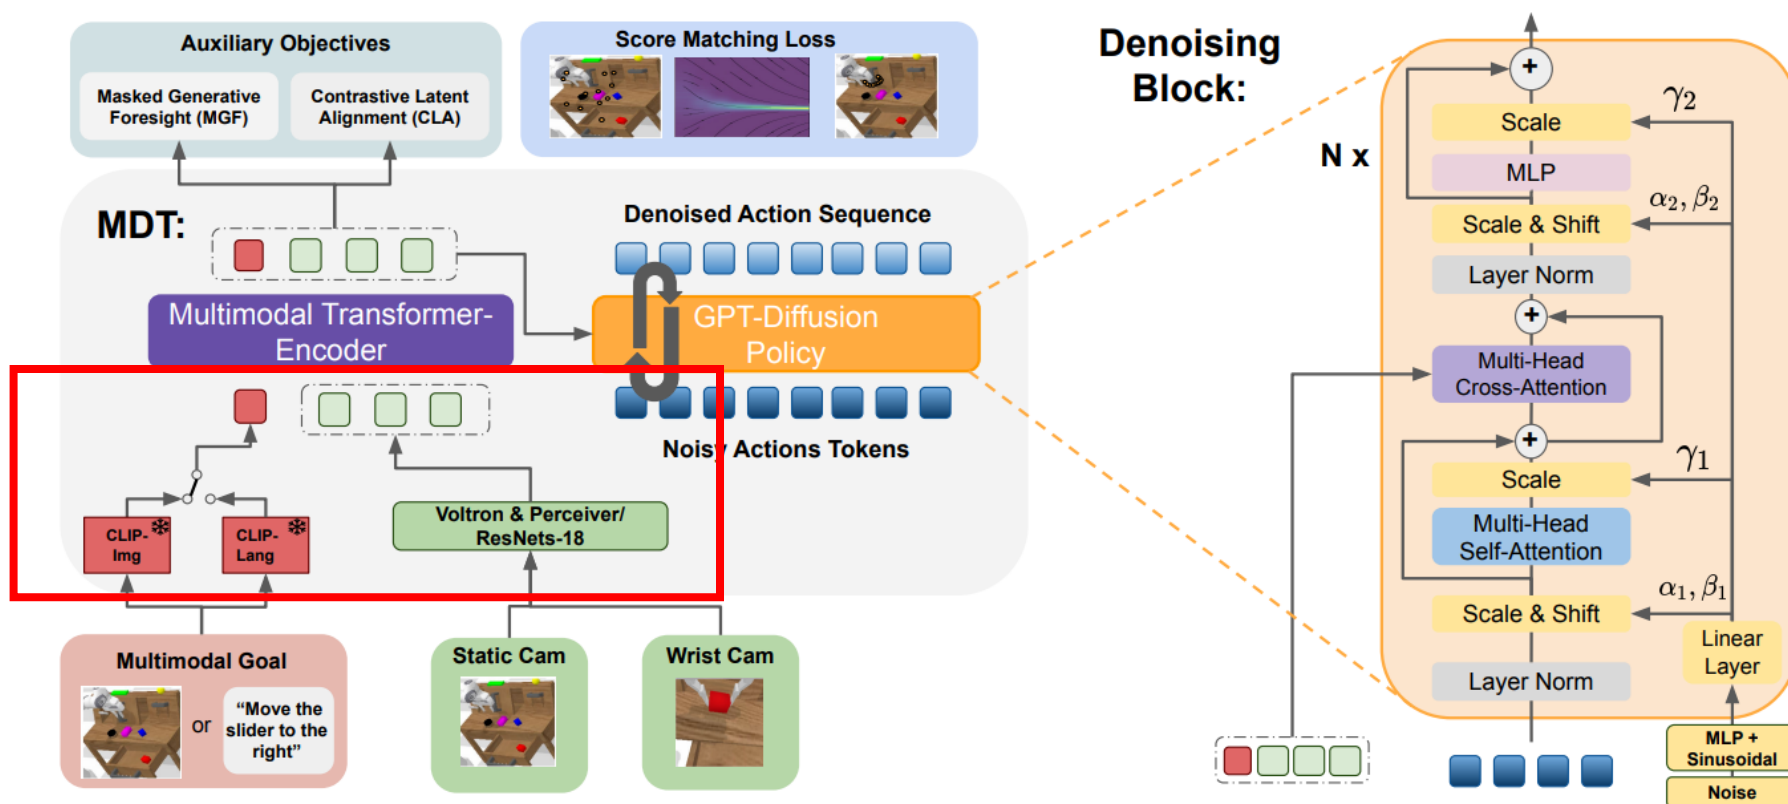 Auxiliary Objectives
Masked Generative
Foresight (MGF)
Contrastive Latent
Alignment (CLA)
Score Matching Loss
MDT:
Denoised Action Sequence
Multimodal Transformer-
Encoder
GPT-Diffusion
Policy
Noisy Actions Tokens
CLIP-
Img
CLIP-
Lang
Voltron & Perceiver/
ResNets-18
Multimodal Goal
or
“Move the
slider to the
right”
Static Cam
Wrist Cam
Denoising
Block:
N x
+
Scale
γ₂
MLP
α₂, β₂
Scale & Shift
Layer Norm
+
Multi-Head
Cross-Attention
+
γ₁
Scale
Multi-Head
Self-Attention
α₁, β₁
Scale & Shift
Linear
Layer
Layer Norm
MLP +
Sinusoidal
Noise